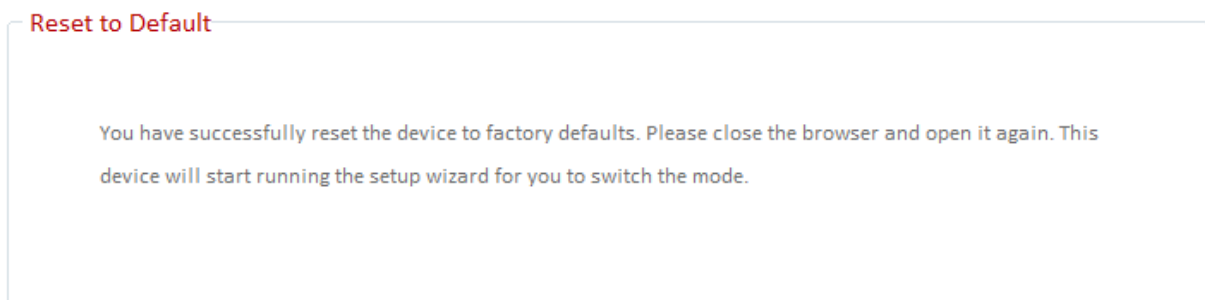 Reset to Default
You have successfully reset the device to factory defaults. Please close the browser and open it again. This
device will start running the setup wizard for you to switch the mode.